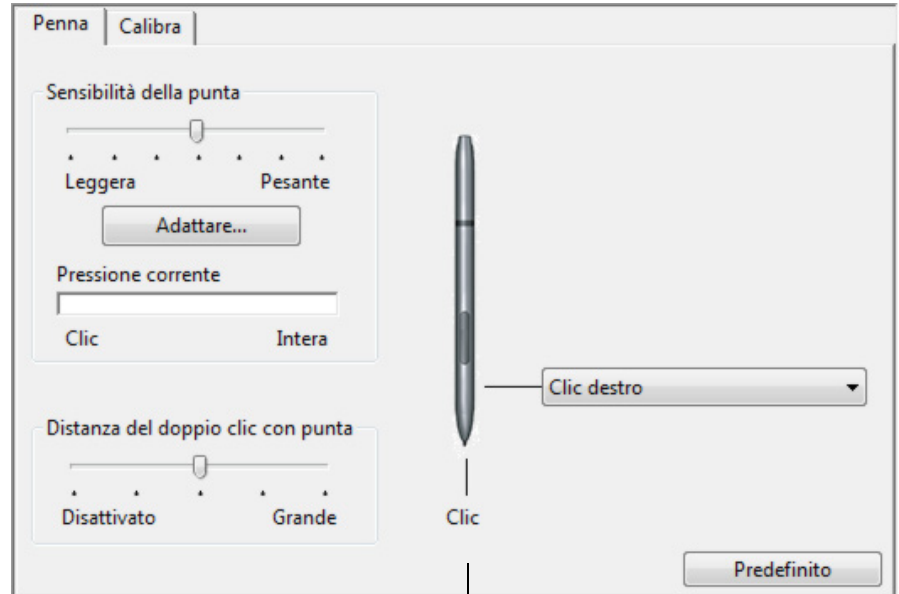 Penna
Calibra
Sensibilità della punta
Leggera Pesante
Adattare...
Pressione corrente
Clic Intera
Clic destro
Distanza del doppio clic con punta
Disattivato Grande
Clic
Predefinito